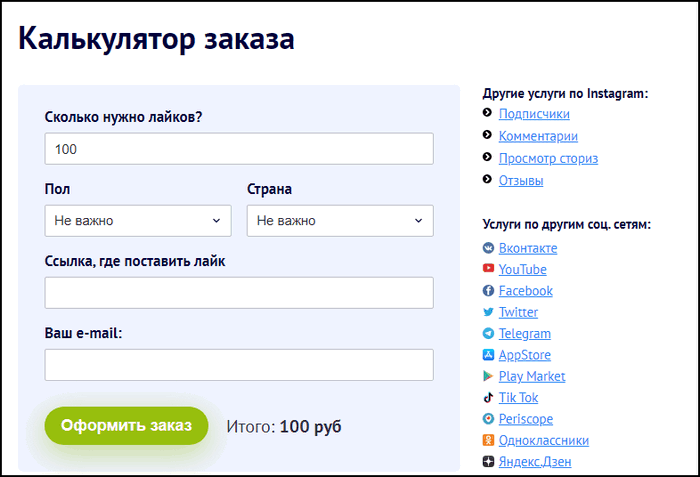 Калькулятор заказа
Сколько нужно лайков?
100
Пол
Страна
Не важно
Не важно
Ссылка, где поставить лайк
Ваш e-mail:
Оформить заказ
Итого: 100 руб
Другие услуги по Instagram:
Подписчики
Комментарии
Просмотр сториз
Отзывы
Услуги по другим соц. сетям:
Вконтакте
YouTube
Facebook
Twitter
Telegram
AppStore
Play Market
Tik Tok
Periscope
Одноклассники
Яндекс.Дзен